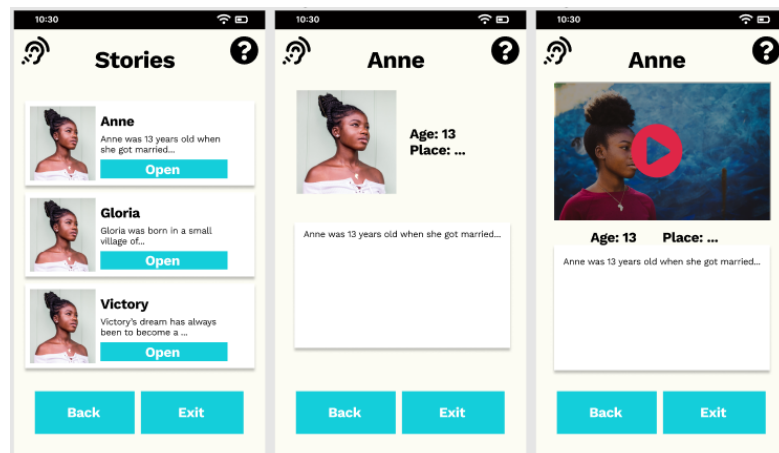 10:30
Stories
Anne
Anne was 13 years old when
she got married...
Open
Gloria
Gloria was born in a small
village of...
Open
Victory
Victory's dream has always
been to become a ...
Open
Back
Exit
10:30
Anne
Age: 13
Place: ...
Anne was 13 years old when she got married...
Back
Exit
10:30
Anne
Age: 13
Place: ...
Anne was 13 years old when she got married...
Back
Exit